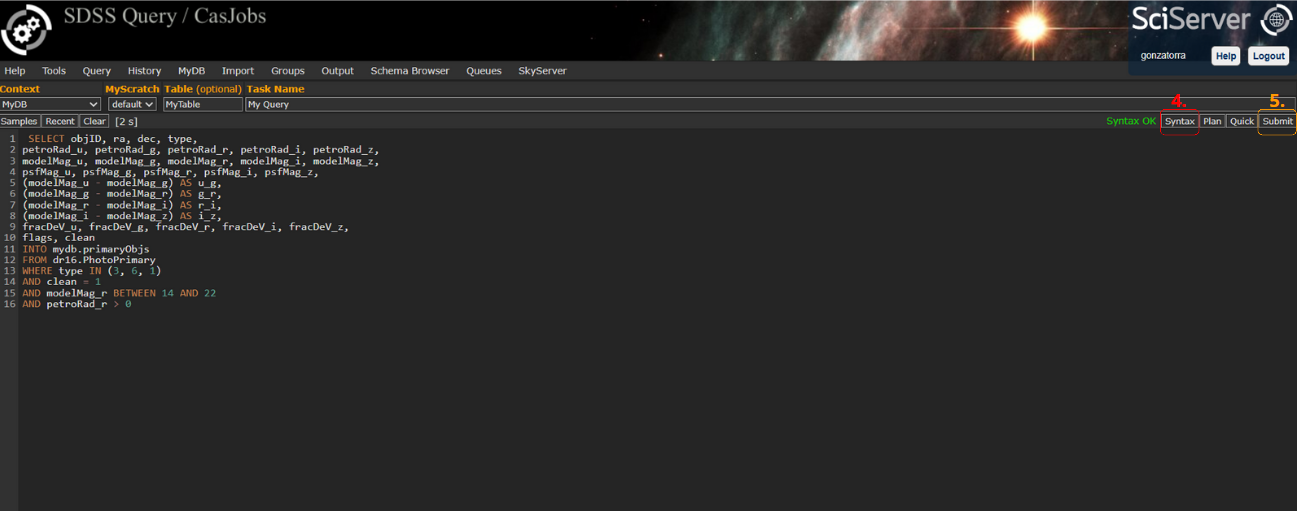 SDSS Query / CasJobs
SciServer
gonzatorra Help Logout
Help Tools Query History MyDB Import Groups Output Schema Browser Queues SkyServer
Context MyScratch Table (optional) Task Name
MyDB default MyTable My Query
4. 5.
Samples Recent Clear [2 s] Syntax OK Syntax Plan Quick Submit
1 SELECT objID, ra, dec, type,
2 petroRad_u, petroRad_g, petroRad_r, petroRad_i, petroRad_z,
3 modelMag_u, modelMag_g, modelMag_r, modelMag_i, modelMag_z,
4 psfMag_u, psfMag_g, psfMag_r, psfMag_i, psfMag_z,
5 (modelMag_u - modelMag_g) AS u_g,
6 (modelMag_g - modelMag_r) AS g_r,
7 (modelMag_r - modelMag_i) AS r_i,
8 (modelMag_i - modelMag_z) AS i_z,
9 fracDeV_u, fracDeV_g, fracDeV_r, fracDeV_i, fracDeV_z,
10 flags, clean
11 INTO mydb.primaryObjs
12 FROM dr16.PhotoPrimary
13 WHERE type IN (3, 6, 1)
14 AND clean = 1
15 AND modelMag_r BETWEEN 14 AND 22
16 AND petroRad_r > 0